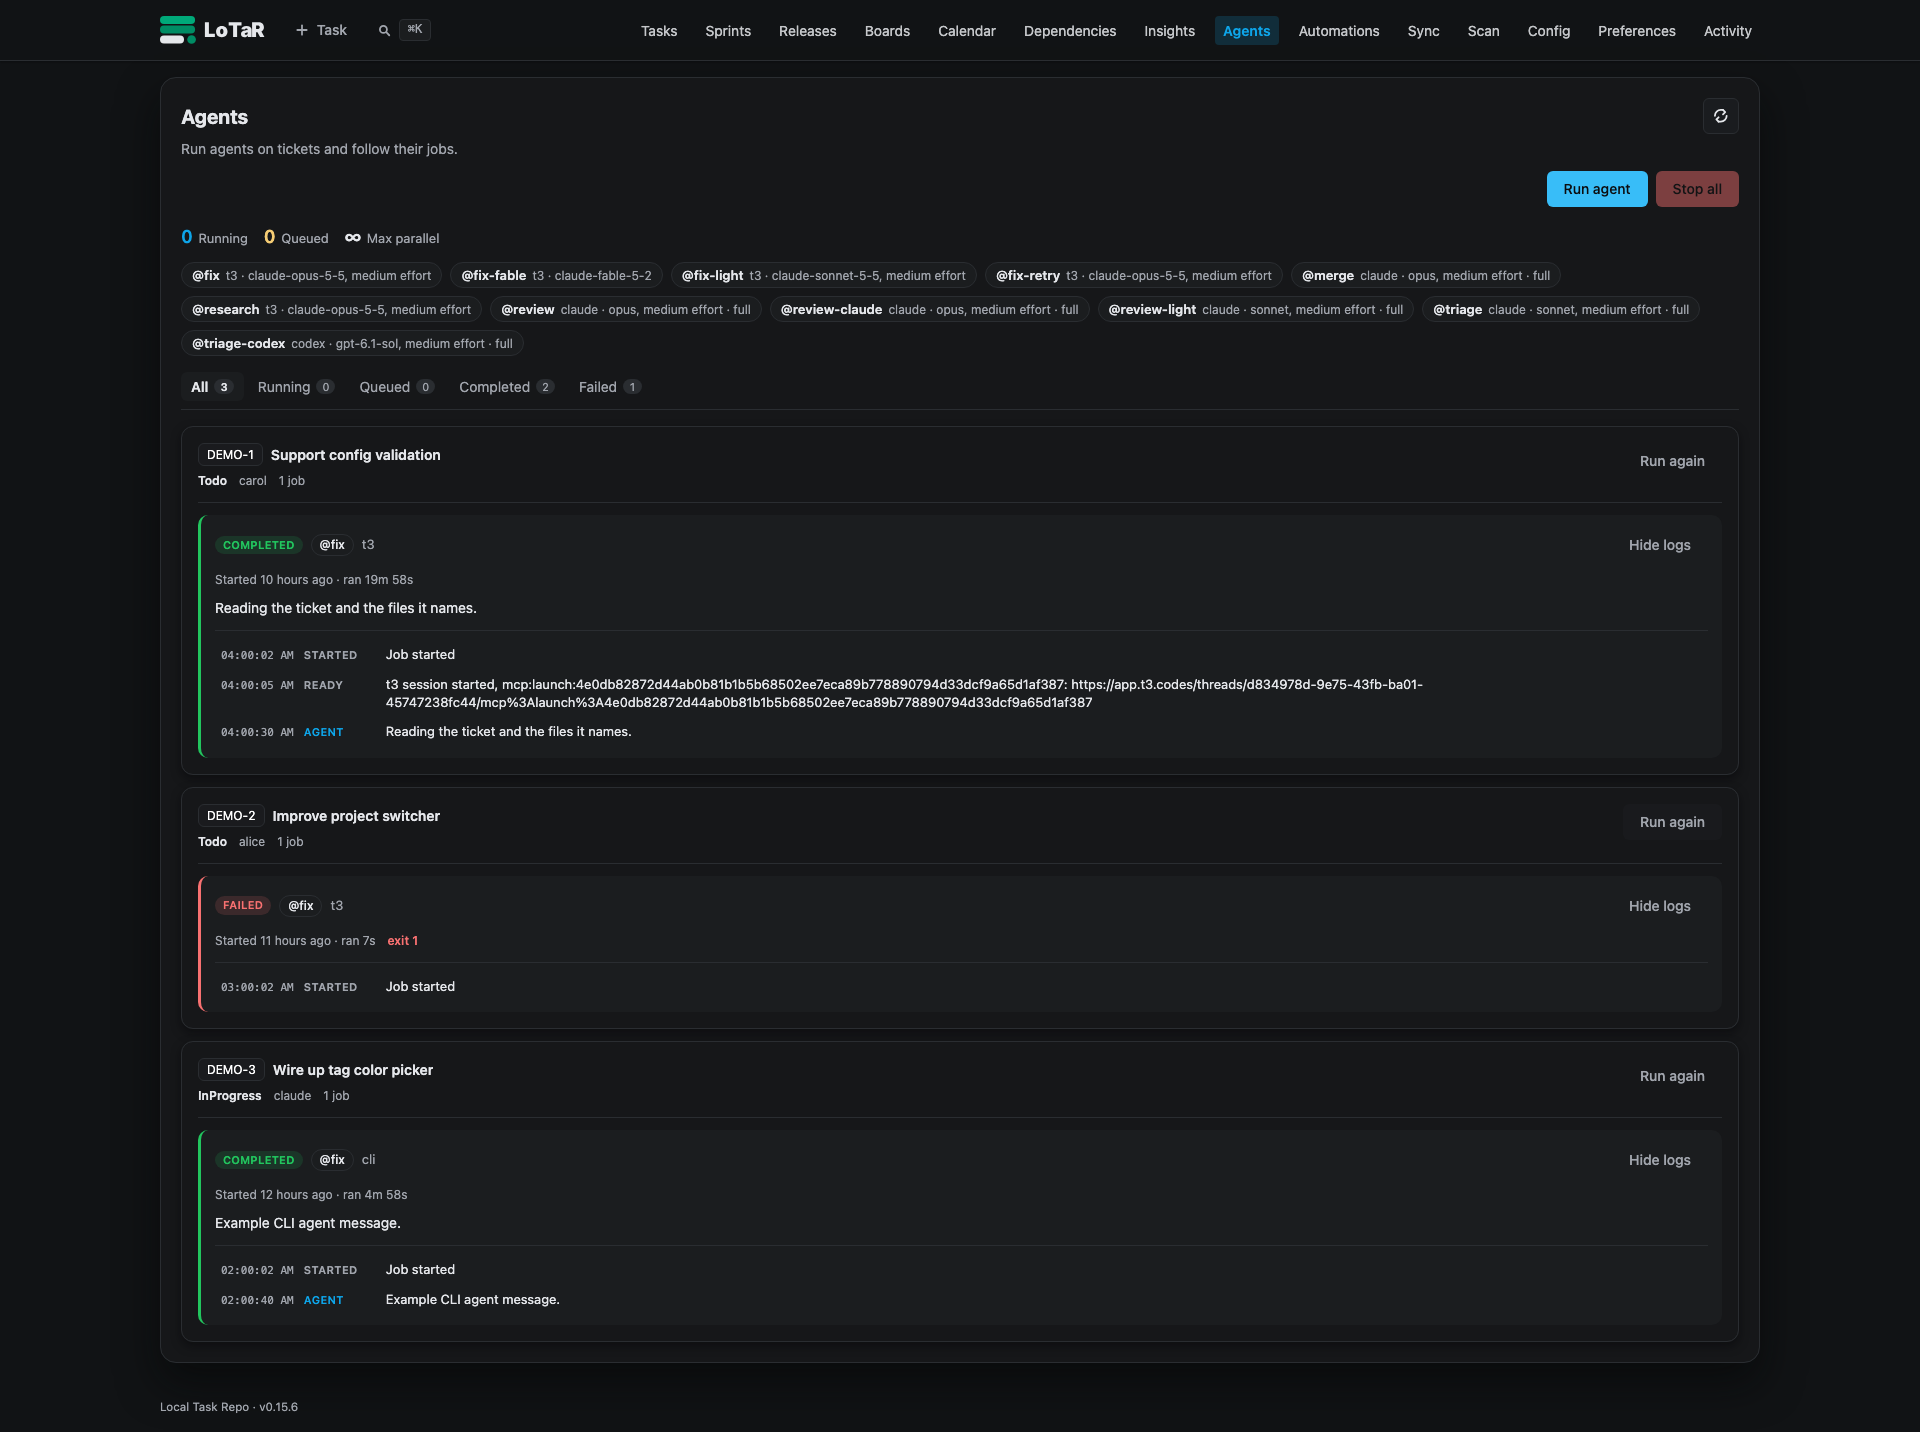 LoTaR + Task ⌘K Tasks Sprints Releases Boards Calendar Dependencies Insights Agents Automations Sync Scan Config Preferences Activity
Agents
Run agents on tickets and follow their jobs.
Run agent Stop all
0 Running 0 Queued ∞ Max parallel
@fix t3 · claude-opus-5-5, medium effort @fix-fable t3 · claude-fable-5-2 @fix-light t3 · claude-sonnet-5-5, medium effort @fix-retry t3 · claude-opus-5-5, medium effort @merge claude · opus, medium effort · full
@research t3 · claude-opus-5-5, medium effort @review claude · opus, medium effort · full @review-claude claude · opus, medium effort · full @review-light claude · sonnet, medium effort · full @triage claude · sonnet, medium effort · full
@triage-codex codex · gpt-6.1-sol, medium effort · full
All 3 Running 0 Queued 0 Completed 2 Failed 1
DEMO-1 Support config validation Run again
Todo carol 1 job
COMPLETED @fix t3 Hide logs
Started 10 hours ago · ran 19m 58s
Reading the ticket and the files it names.
04:00:02 AM STARTED Job started
04:00:05 AM READY t3 session started, mcp:launch:4e0db82872d44ab0b81b1b5b68502ee7eca89b778890794d33dcf9a65d1af387: https://app.t3.codes/threads/d834978d-9e75-43fb-ba01-
45747238fc44/mcp%3Alaunch%3A4e0db82872d44ab0b81b1b5b68502ee7eca89b778890794d33dcf9a65d1af387
04:00:30 AM AGENT Reading the ticket and the files it names.
DEMO-2 Improve project switcher Run again
Todo alice 1 job
FAILED @fix t3 Hide logs
Started 11 hours ago · ran 7s exit 1
03:00:02 AM STARTED Job started
DEMO-3 Wire up tag color picker Run again
InProgress claude 1 job
COMPLETED @fix cli Hide logs
Started 12 hours ago · ran 4m 58s
Example CLI agent message.
02:00:02 AM STARTED Job started
02:00:40 AM AGENT Example CLI agent message.
Local Task Repo · v0.15.6